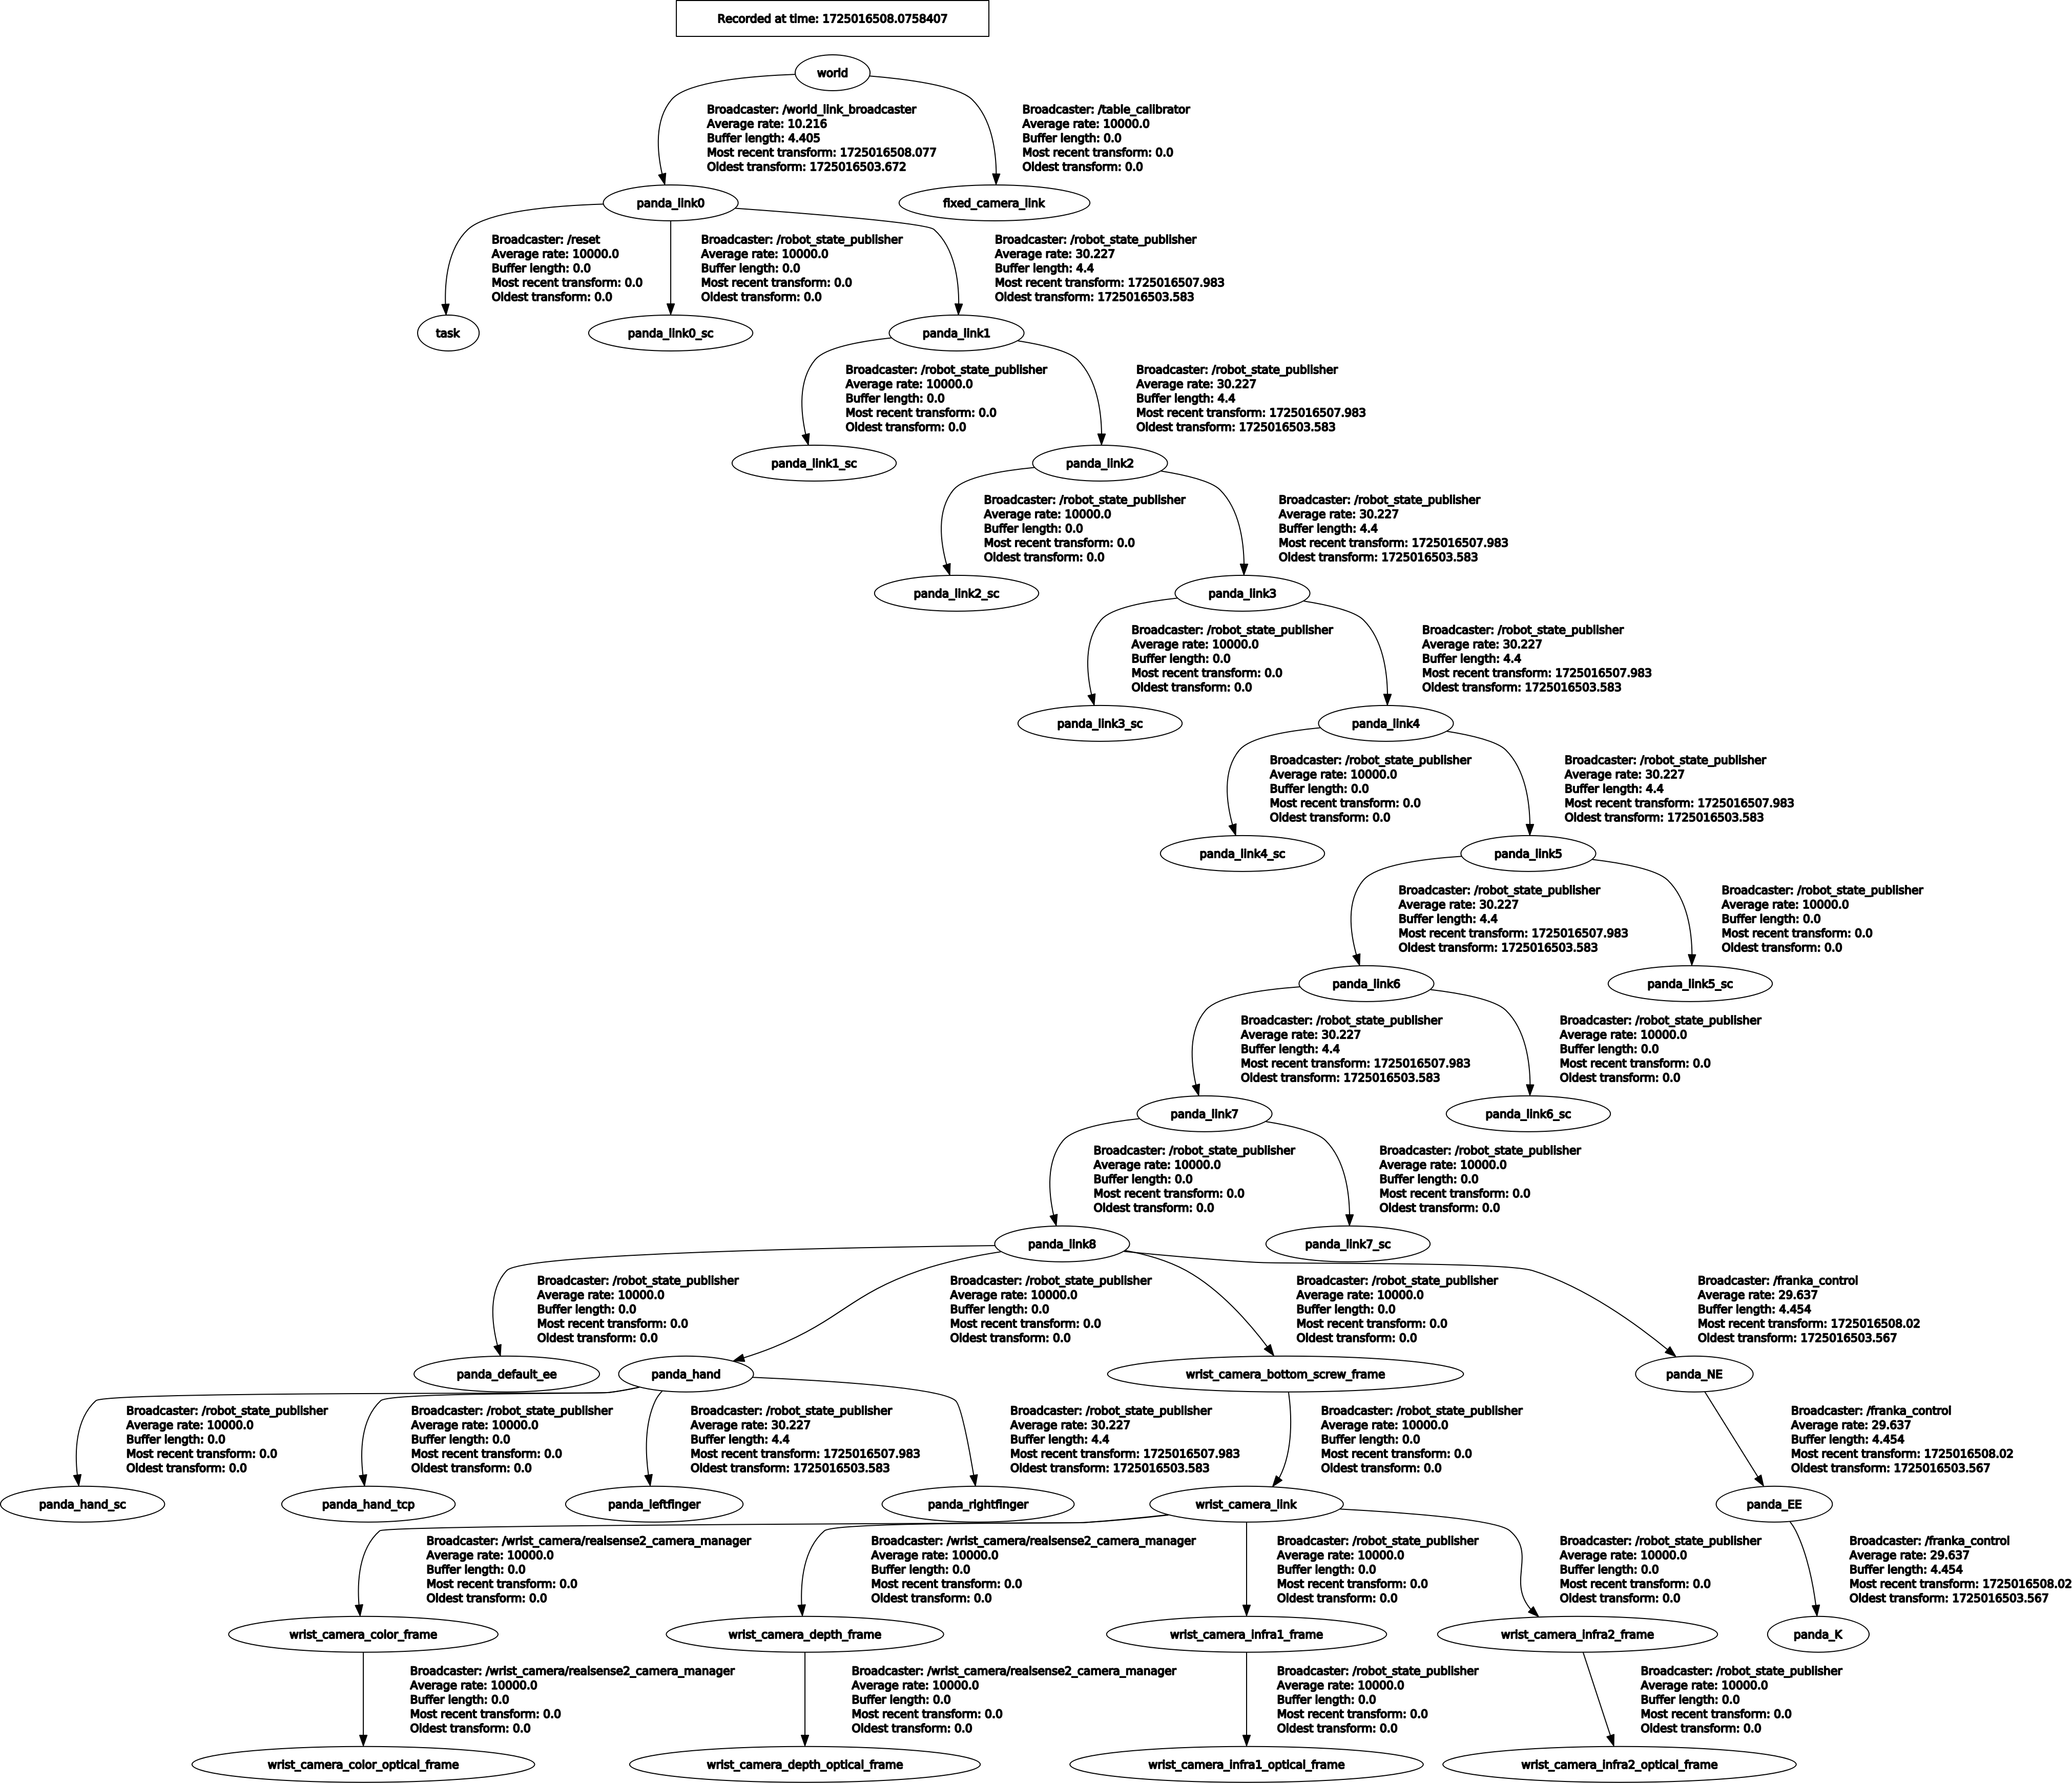 Recorded at time: 1725016508.0758407
world
Broadcaster: /world_link_broadcaster
Average rate: 10.216
Buffer length: 4.405
Most recent transform: 1725016508.077
Oldest transform: 1725016503.672
Broadcaster: /table_calibrator
Average rate: 10000.0
Buffer length: 0.0
Most recent transform: 0.0
Oldest transform: 0.0
panda_link0
fixed_camera_link
Broadcaster: /reset
Average rate: 10000.0
Buffer length: 0.0
Most recent transform: 0.0
Oldest transform: 0.0
Broadcaster: /robot_state_publisher
Average rate: 10000.0
Buffer length: 0.0
Most recent transform: 0.0
Oldest transform: 0.0
Broadcaster: /robot_state_publisher
Average rate: 30.227
Buffer length: 4.4
Most recent transform: 1725016507.983
Oldest transform: 1725016503.583
task
panda_link0_sc
panda_link1
Broadcaster: /robot_state_publisher
Average rate: 10000.0
Buffer length: 0.0
Most recent transform: 0.0
Oldest transform: 0.0
Broadcaster: /robot_state_publisher
Average rate: 30.227
Buffer length: 4.4
Most recent transform: 1725016507.983
Oldest transform: 1725016503.583
panda_link1_sc
panda_link2
Broadcaster: /robot_state_publisher
Average rate: 10000.0
Buffer length: 0.0
Most recent transform: 0.0
Oldest transform: 0.0
Broadcaster: /robot_state_publisher
Average rate: 30.227
Buffer length: 4.4
Most recent transform: 1725016507.983
Oldest transform: 1725016503.583
panda_link2_sc
panda_link3
Broadcaster: /robot_state_publisher
Average rate: 10000.0
Buffer length: 0.0
Most recent transform: 0.0
Oldest transform: 0.0
Broadcaster: /robot_state_publisher
Average rate: 30.227
Buffer length: 4.4
Most recent transform: 1725016507.983
Oldest transform: 1725016503.583
panda_link3_sc
panda_link4
Broadcaster: /robot_state_publisher
Average rate: 10000.0
Buffer length: 0.0
Most recent transform: 0.0
Oldest transform: 0.0
Broadcaster: /robot_state_publisher
Average rate: 30.227
Buffer length: 4.4
Most recent transform: 1725016507.983
Oldest transform: 1725016503.583
panda_link4_sc
panda_link5
Broadcaster: /robot_state_publisher
Average rate: 30.227
Buffer length: 4.4
Most recent transform: 1725016507.983
Oldest transform: 1725016503.583
Broadcaster: /robot_state_publisher
Average rate: 10000.0
Buffer length: 0.0
Most recent transform: 0.0
Oldest transform: 0.0
panda_link6
panda_link5_sc
Broadcaster: /robot_state_publisher
Average rate: 30.227
Buffer length: 4.4
Most recent transform: 1725016507.983
Oldest transform: 1725016503.583
Broadcaster: /robot_state_publisher
Average rate: 10000.0
Buffer length: 0.0
Most recent transform: 0.0
Oldest transform: 0.0
panda_link7
panda_link6_sc
Broadcaster: /robot_state_publisher
Average rate: 10000.0
Buffer length: 0.0
Most recent transform: 0.0
Oldest transform: 0.0
Broadcaster: /robot_state_publisher
Average rate: 10000.0
Buffer length: 0.0
Most recent transform: 0.0
Oldest transform: 0.0
panda_link8
panda_link7_sc
Broadcaster: /robot_state_publisher
Average rate: 10000.0
Buffer length: 0.0
Most recent transform: 0.0
Oldest transform: 0.0
Broadcaster: /robot_state_publisher
Average rate: 10000.0
Buffer length: 0.0
Most recent transform: 0.0
Oldest transform: 0.0
Broadcaster: /robot_state_publisher
Average rate: 10000.0
Buffer length: 0.0
Most recent transform: 0.0
Oldest transform: 0.0
Broadcaster: /franka_control
Average rate: 29.637
Buffer length: 4.454
Most recent transform: 1725016508.02
Oldest transform: 1725016503.567
panda_default_ee
panda_hand
wrist_camera_bottom_screw_frame
panda_NE
Broadcaster: /robot_state_publisher
Average rate: 10000.0
Buffer length: 0.0
Most recent transform: 0.0
Oldest transform: 0.0
Broadcaster: /robot_state_publisher
Average rate: 10000.0
Buffer length: 0.0
Most recent transform: 0.0
Oldest transform: 0.0
Broadcaster: /robot_state_publisher
Average rate: 30.227
Buffer length: 4.4
Most recent transform: 1725016507.983
Oldest transform: 1725016503.583
Broadcaster: /robot_state_publisher
Average rate: 30.227
Buffer length: 4.4
Most recent transform: 1725016507.983
Oldest transform: 1725016503.583
Broadcaster: /robot_state_publisher
Average rate: 10000.0
Buffer length: 0.0
Most recent transform: 0.0
Oldest transform: 0.0
Broadcaster: /franka_control
Average rate: 29.637
Buffer length: 4.454
Most recent transform: 1725016508.02
Oldest transform: 1725016503.567
panda_hand_sc
panda_hand_tcp
panda_leftfinger
panda_rightfinger
wrist_camera_link
panda_EE
Broadcaster: /wrist_camera/realsense2_camera_manager
Average rate: 10000.0
Buffer length: 0.0
Most recent transform: 0.0
Oldest transform: 0.0
Broadcaster: /wrist_camera/realsense2_camera_manager
Average rate: 10000.0
Buffer length: 0.0
Most recent transform: 0.0
Oldest transform: 0.0
Broadcaster: /robot_state_publisher
Average rate: 10000.0
Buffer length: 0.0
Most recent transform: 0.0
Oldest transform: 0.0
Broadcaster: /robot_state_publisher
Average rate: 10000.0
Buffer length: 0.0
Most recent transform: 0.0
Oldest transform: 0.0
Broadcaster: /franka_control
Average rate: 29.637
Buffer length: 4.454
Most recent transform: 1725016508.02
Oldest transform: 1725016503.567
wrist_camera_color_frame
wrist_camera_depth_frame
wrist_camera_infra1_frame
wrist_camera_infra2_frame
panda_K
Broadcaster: /wrist_camera/realsense2_camera_manager
Average rate: 10000.0
Buffer length: 0.0
Most recent transform: 0.0
Oldest transform: 0.0
Broadcaster: /wrist_camera/realsense2_camera_manager
Average rate: 10000.0
Buffer length: 0.0
Most recent transform: 0.0
Oldest transform: 0.0
Broadcaster: /robot_state_publisher
Average rate: 10000.0
Buffer length: 0.0
Most recent transform: 0.0
Oldest transform: 0.0
Broadcaster: /robot_state_publisher
Average rate: 10000.0
Buffer length: 0.0
Most recent transform: 0.0
Oldest transform: 0.0
wrist_camera_color_optical_frame
wrist_camera_depth_optical_frame
wrist_camera_infra1_optical_frame
wrist_camera_infra2_optical_frame